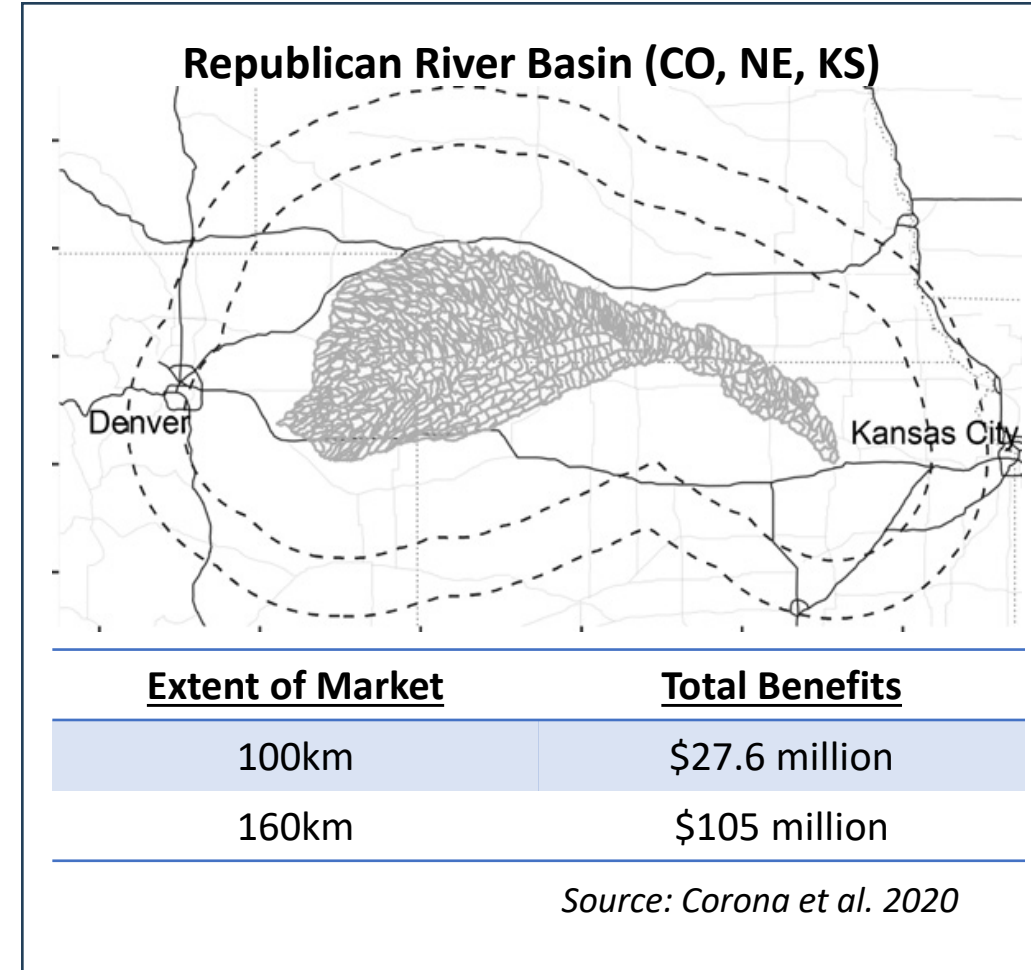 Republican River Basin (CO, NE, KS)
Denver
Kansas City
Extent of Market Total Benefits
100km $27.6 million
160km $105 million
Source: Corona et al. 2020